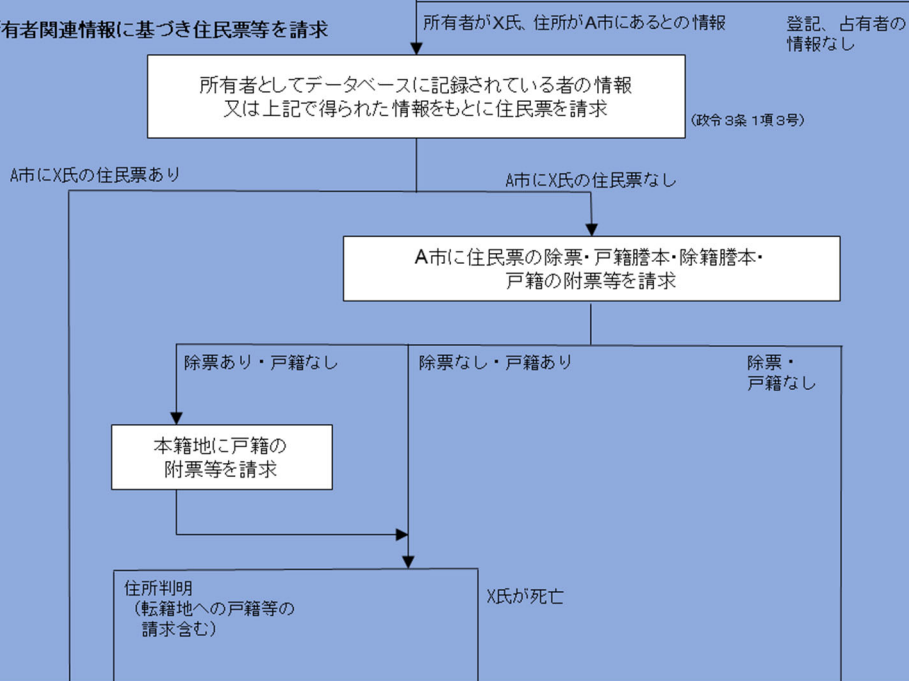 有者関連情報に基づき住民票等を請求
所有者がX氏、住所がA市にあるとの情報
登記、占有者の
情報なし
所有者としてデータベースに記録されている者の情報
又は上記で得られた情報をもとに住民票を請求
(政令3条1項3号)
A市にX氏の住民票あり
A市にX氏の住民票なし
A市に住民票の除票・戸籍謄本・除籍謄本・
戸籍の附票等を請求
除票あり・戸籍なし
除票なし・戸籍あり
除票・
戸籍なし
本籍地に戸籍の
附票等を請求
住所判明
(転籍地への戸籍等の
請求含む)
X氏が死亡